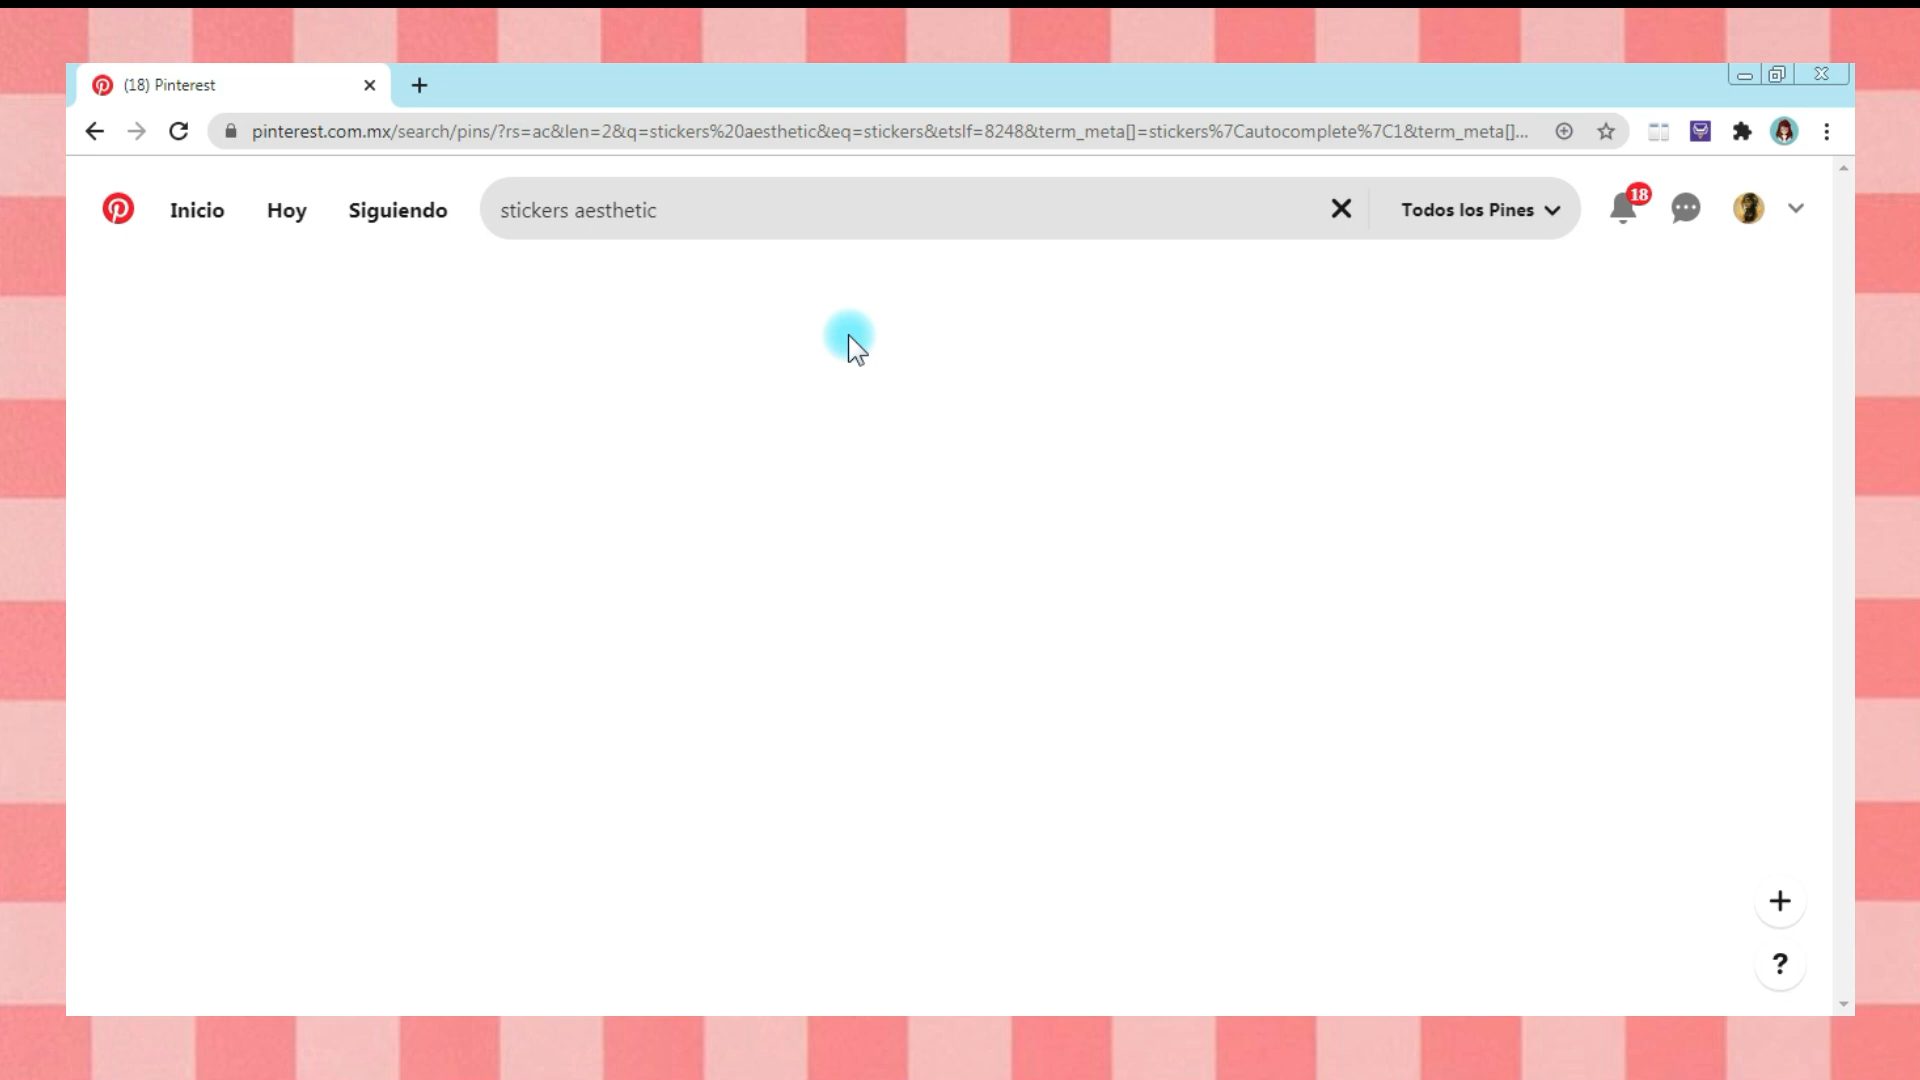 (18) Pinterest
pinterest.com.mx/search/pins/?rs=ac&len=2&q=stickers%20aesthetic&eq=stickers&etslf=8248&term_meta[]=stickers%7Cautocomplete%7C1&term_meta[]...
Inicio Hoy Siguiendo stickers aesthetic Todos los Pines 18